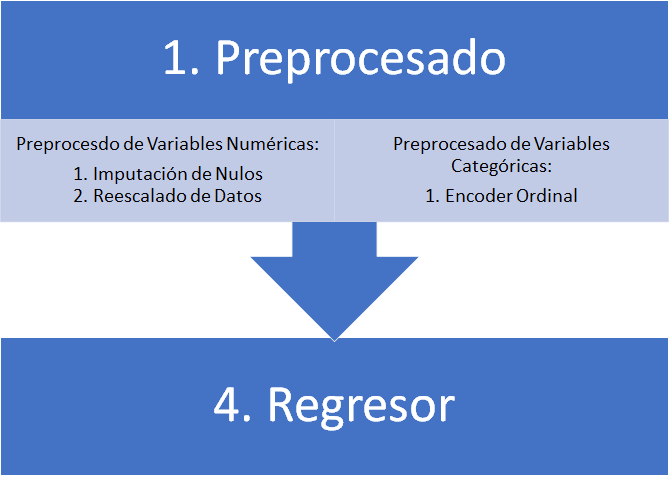 1. Preprocesado
Preprocesdo de Variables Numéricas:
1. Imputación de Nulos
2. Reescalado de Datos
Preprocesado de Variables
Categóricas:
1. Encoder Ordinal
4. Regresor